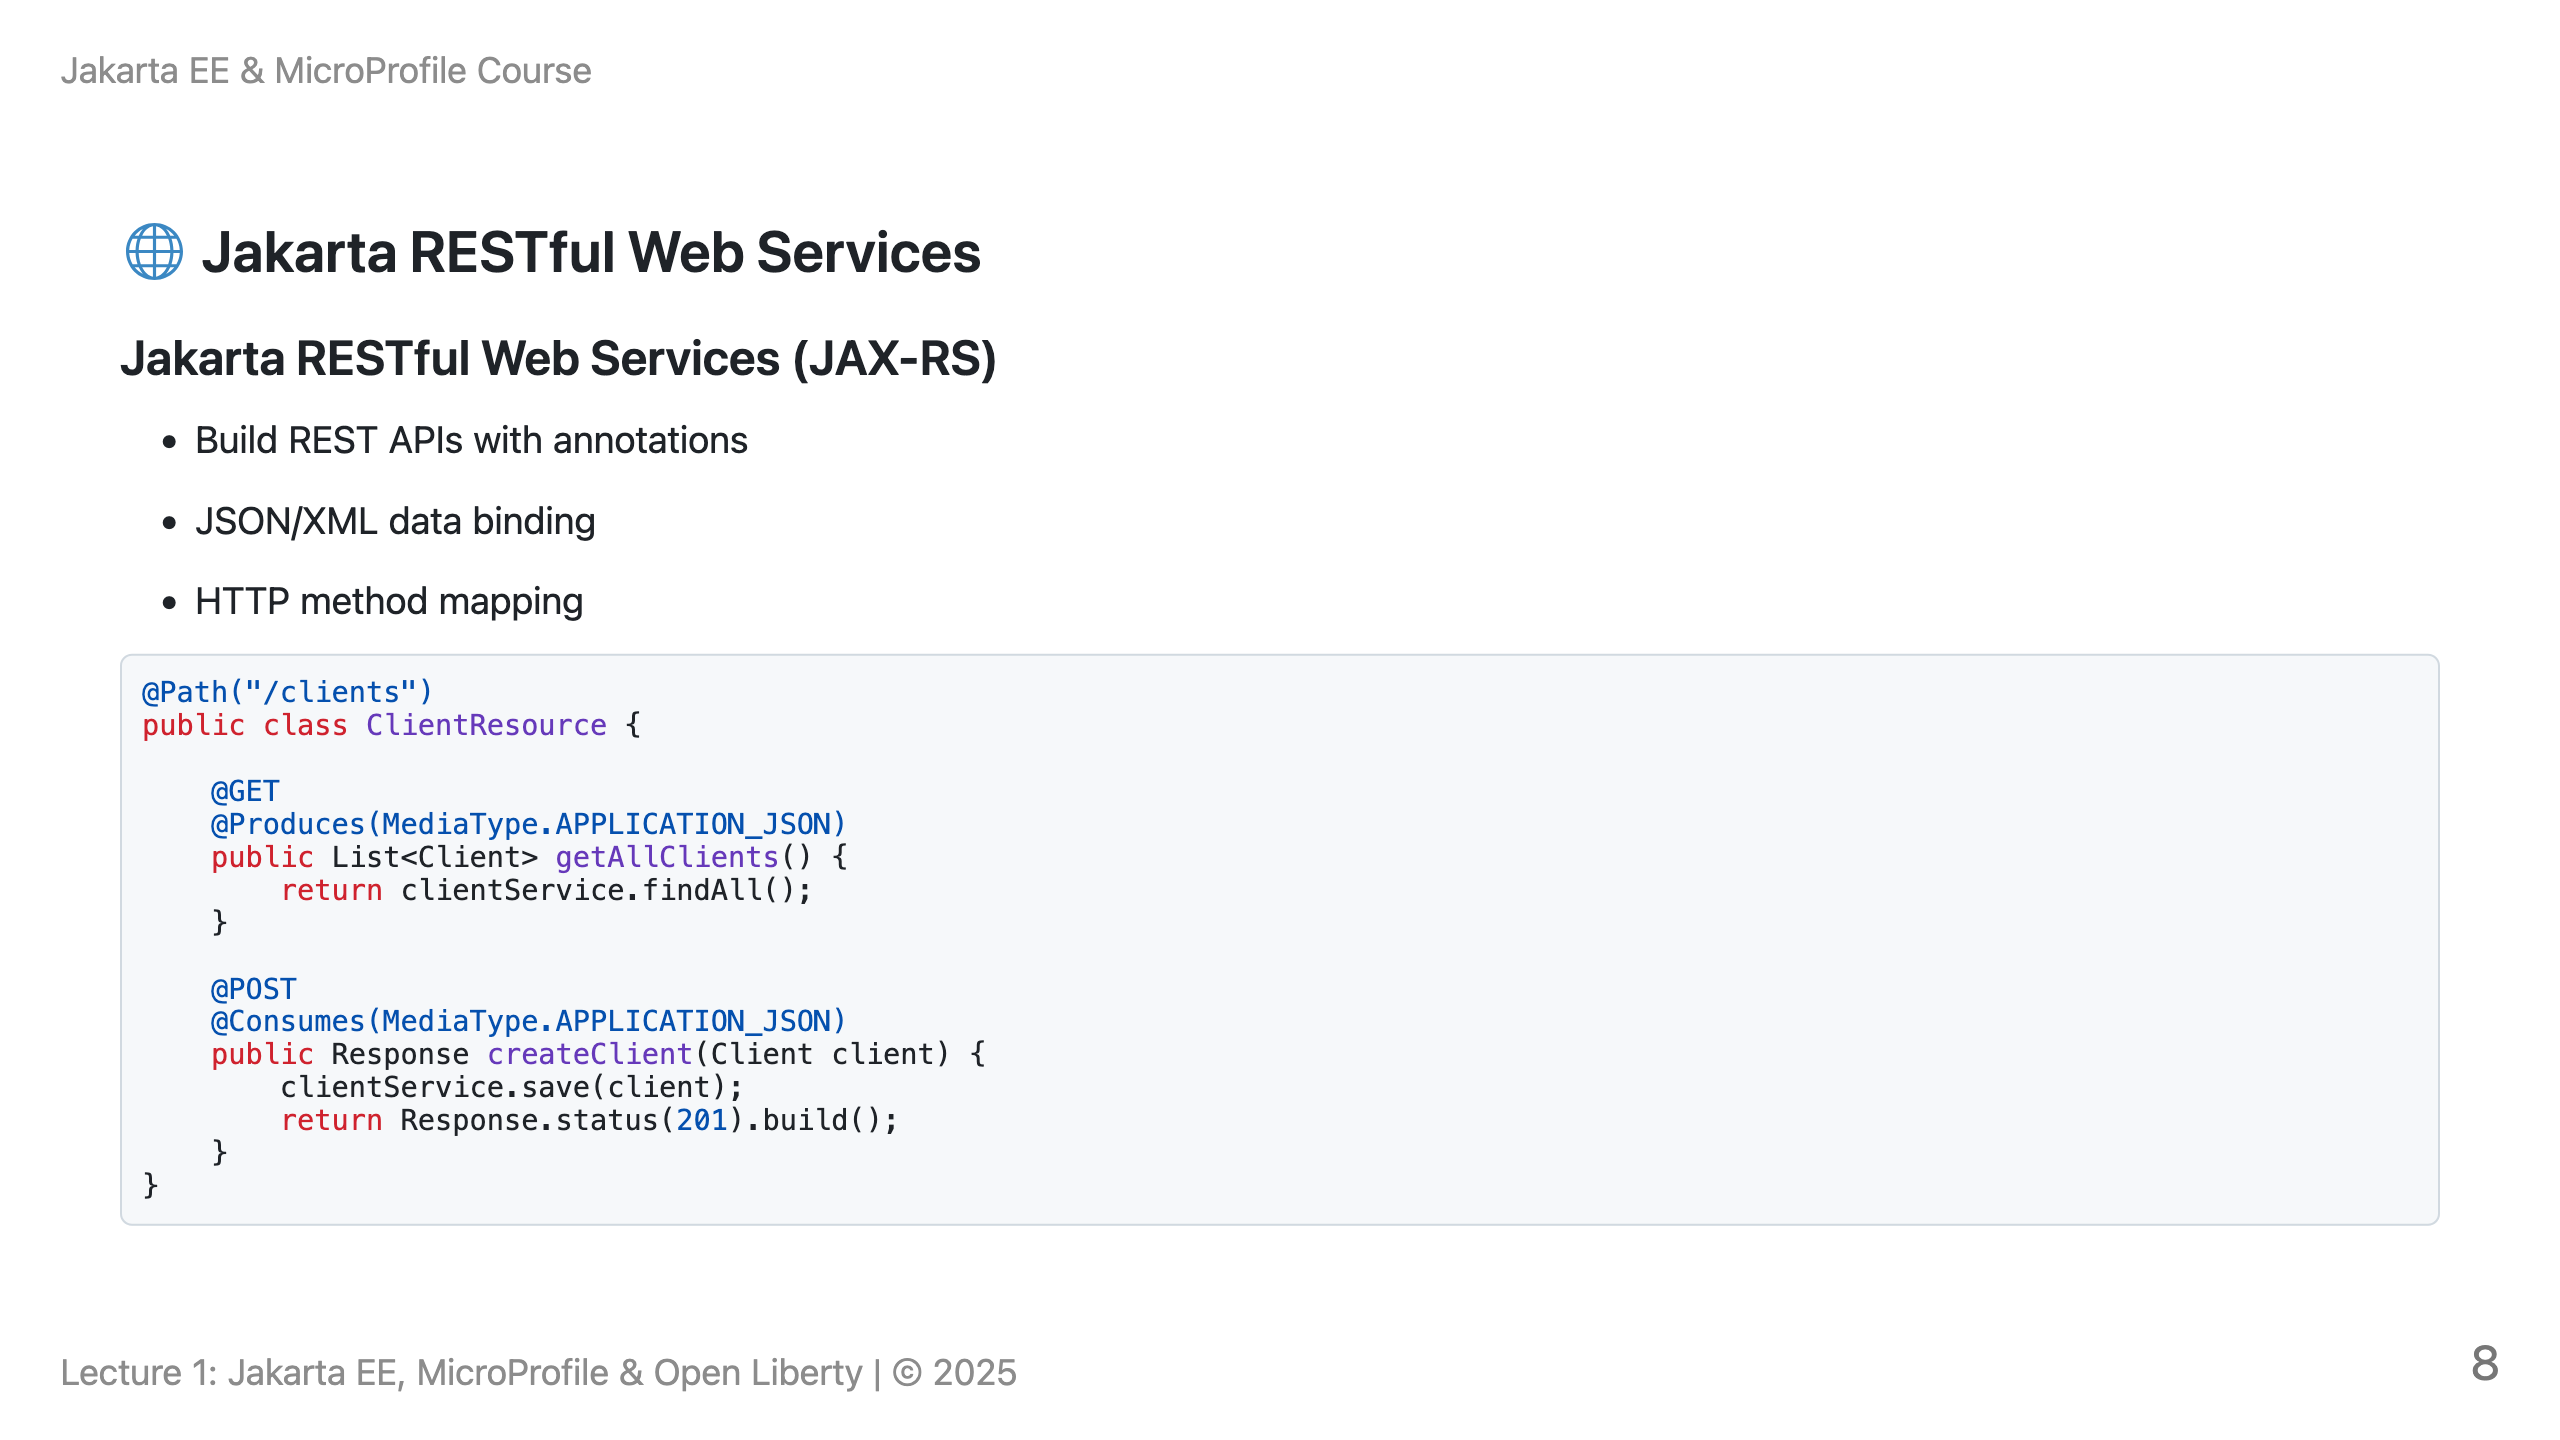 Jakarta EE & MicroProfile Course
🌐 Jakarta RESTful Web Services
Jakarta RESTful Web Services (JAX-RS)
• Build REST APIs with annotations
• JSON/XML data binding
• HTTP method mapping
@Path("/clients")
public class ClientResource {

    @GET
    @Produces(MediaType.APPLICATION_JSON)
    public List<Client> getAllClients() {
        return clientService.findAll();
    }

    @POST
    @Consumes(MediaType.APPLICATION_JSON)
    public Response createClient(Client client) {
        clientService.save(client);
        return Response.status(201).build();
    }
}
Lecture 1: Jakarta EE, MicroProfile & Open Liberty | © 2025
8